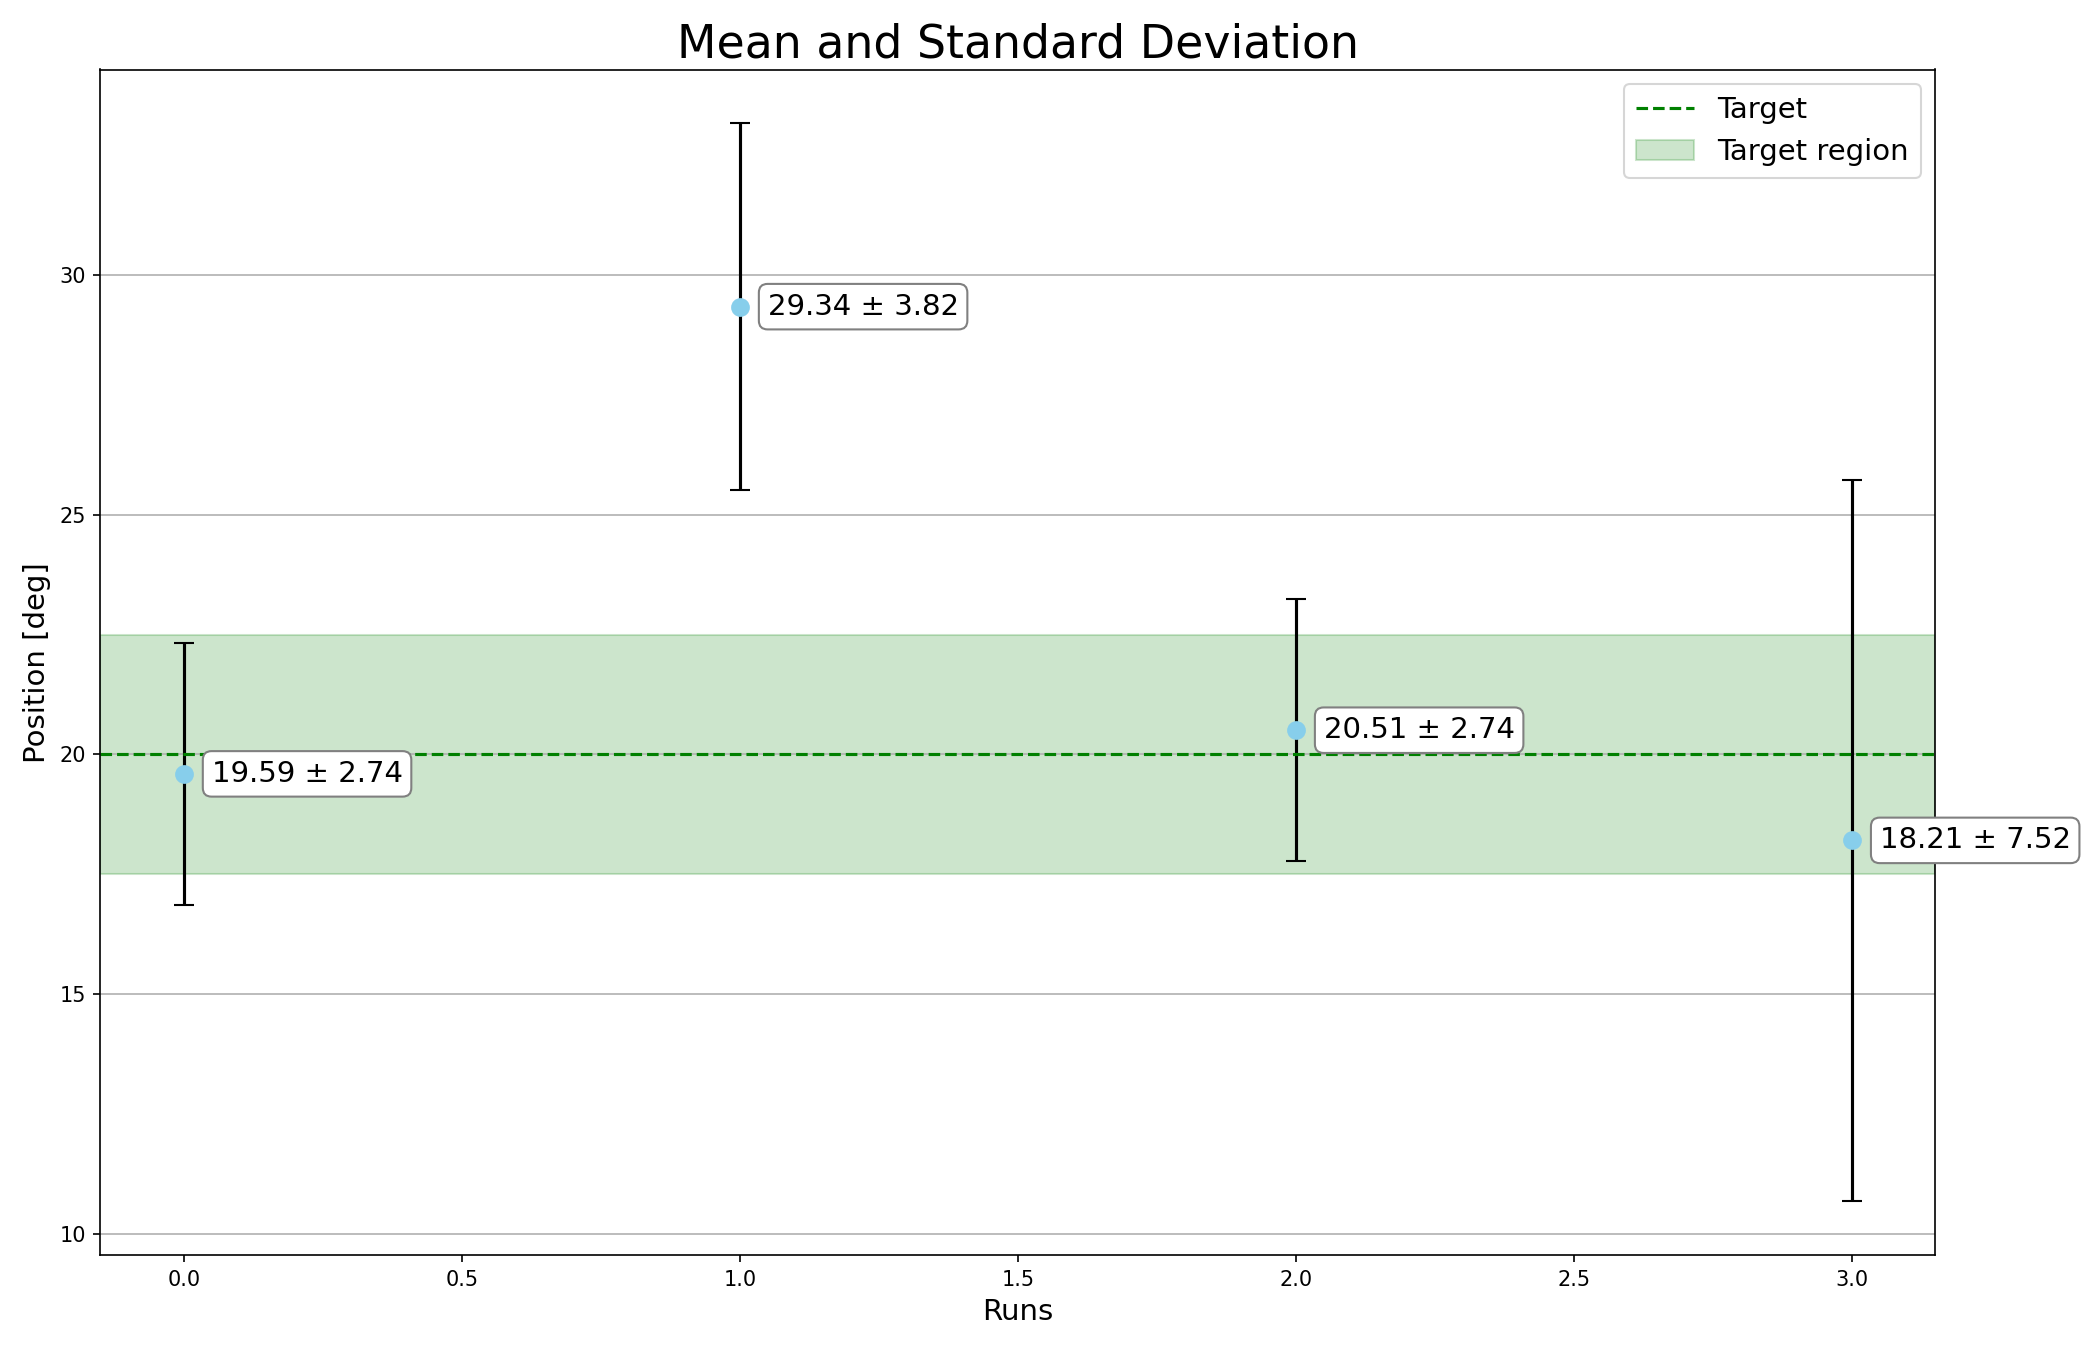 Mean and Standard Deviation
Target
Target region
30
25
20
15
10
Position [deg]
29.34 ± 3.82
20.51 ± 2.74
19.59 ± 2.74
18.21 ± 7.52
0.0 0.5 1.0 1.5 2.0 2.5 3.0
Runs